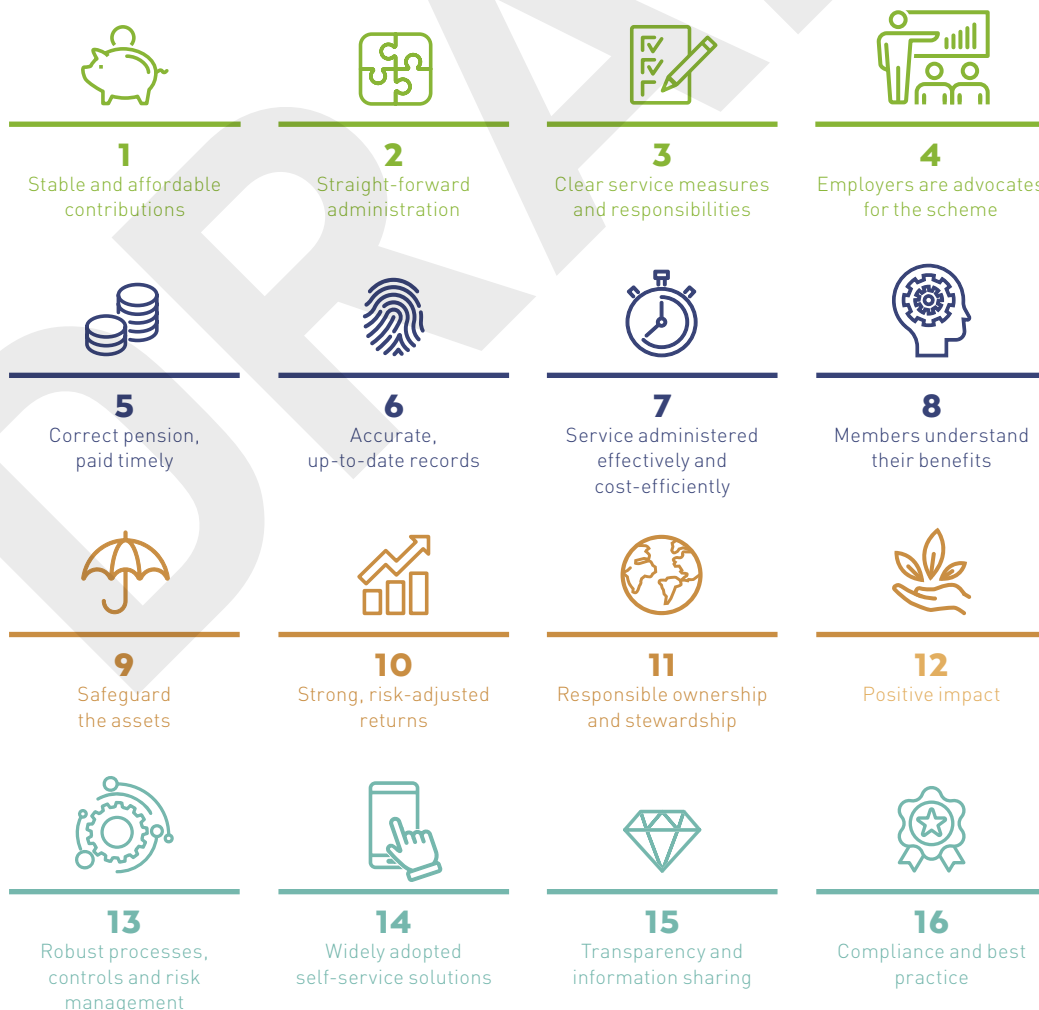 1
Stable and affordable
contributions
2
Straight-forward
administration
3
Clear service measures
and responsibilities
4
Employers are advocates
for the scheme
5
Correct pension,
paid timely
6
Accurate,
up-to-date records
7
Service administered
effectively and
cost-efficiently
8
Members understand
their benefits
9
Safeguard
the assets
10
Strong, risk-adjusted
returns
11
Responsible ownership
and stewardship
12
Positive impact
13
Robust processes,
controls and risk
management
14
Widely adopted
self-service solutions
15
Transparency and
information sharing
16
Compliance and best
practice
DRA